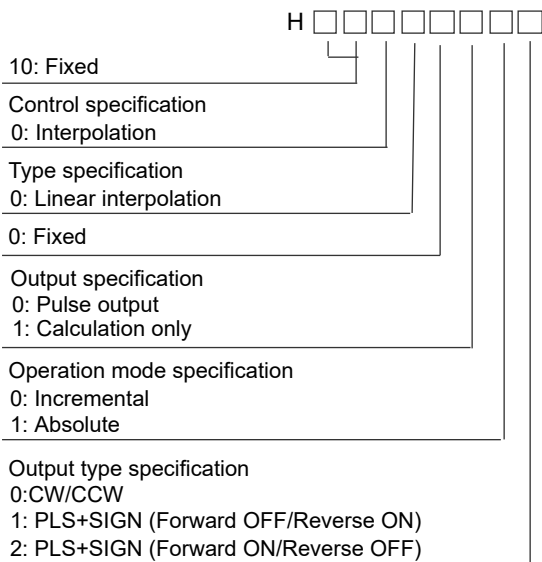 H □□□□□□□□
10: Fixed
Control specification
0: Interpolation
Type specification
0: Linear interpolation
0: Fixed
Output specification
0: Pulse output
1: Calculation only
Operation mode specification
0: Incremental
1: Absolute
Output type specification
0:CW/CCW
1: PLS+SIGN (Forward OFF/Reverse ON)
2: PLS+SIGN (Forward ON/Reverse OFF)